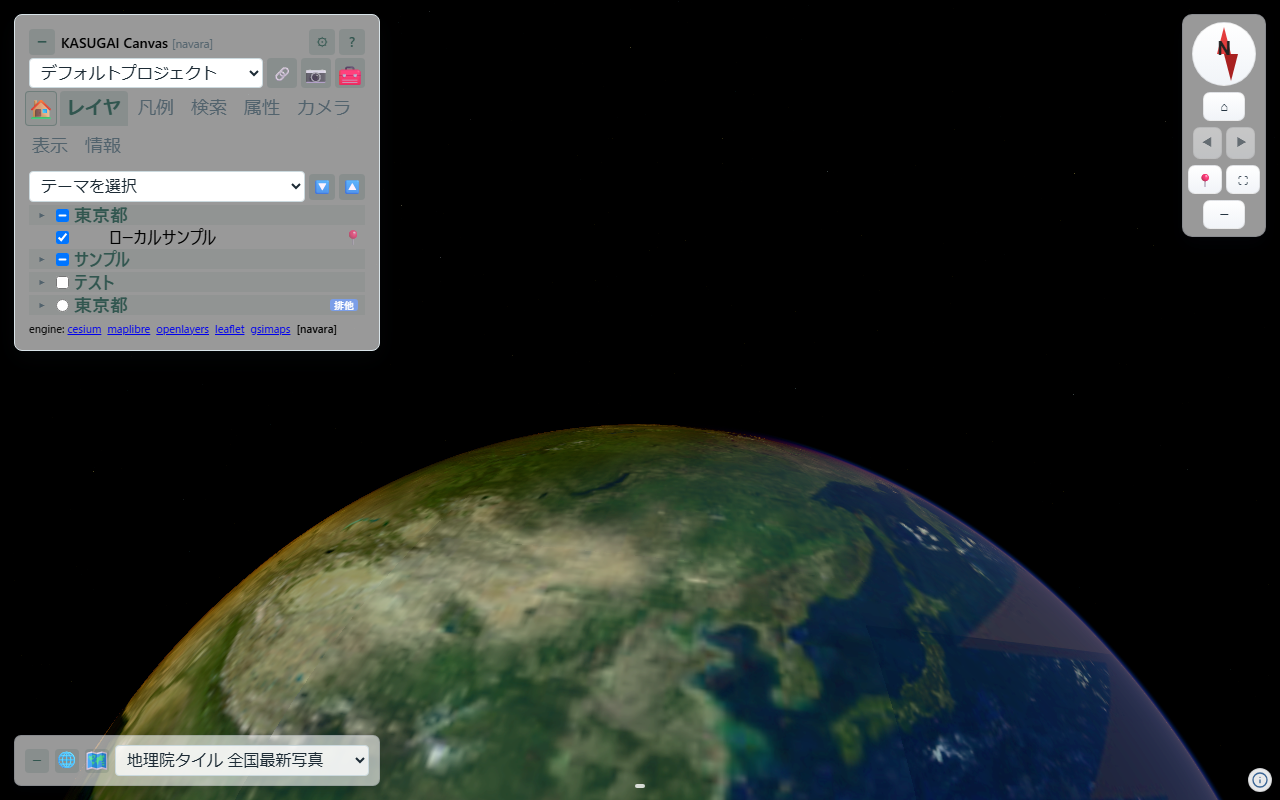 KASUGAI Canvas [navara]
?
デフォルトプロジェクト
レイヤ 凡例 検索 属性 カメラ
表示 情報
テーマを選択
東京都
ローカルサンプル
サンプル
テスト
東京都 排他
engine: cesium maplibre openlayers leaflet gsimaps [navara]
N
地理院タイル 全国最新写真